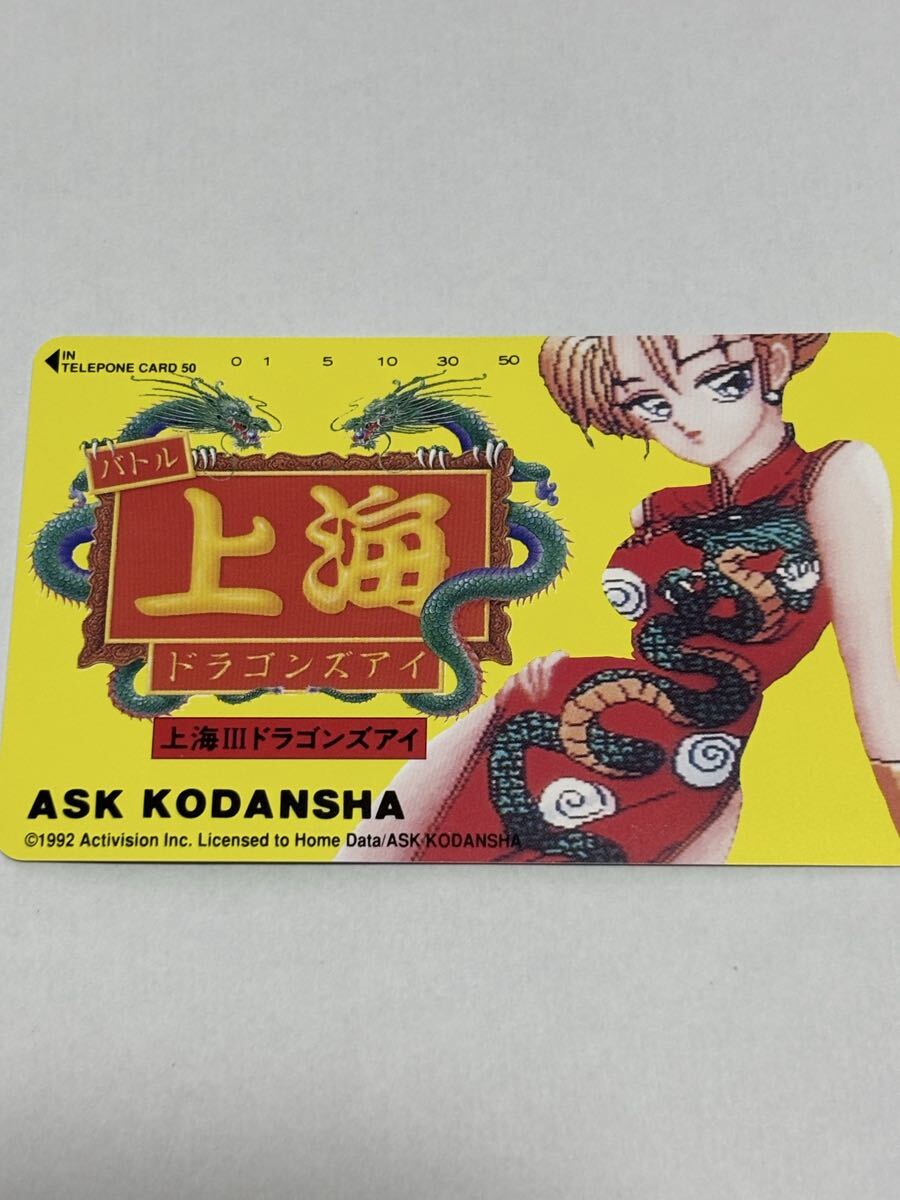 IN
TELEPONE CARD 50
0 1 5 10 30 50
バトル
上海
ドラゴンズアイ
上海IIIドラゴンズアイ
ASK KODANSHA
©1992 Activision Inc. Licensed to Home Data/ASK KODANSHA